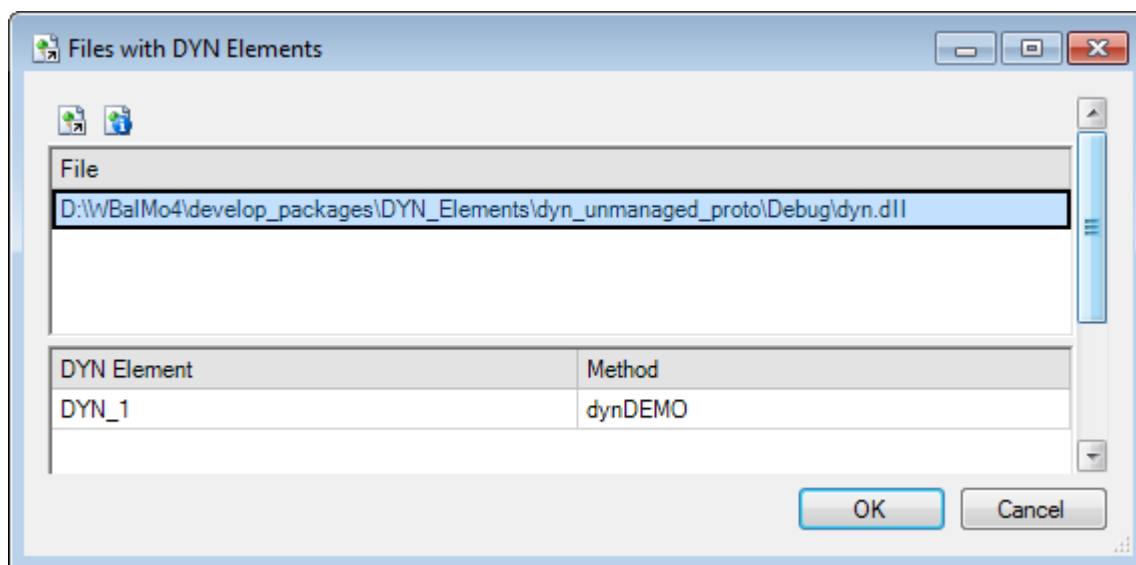 Files with DYN Elements
File
D:\WBalMo4\develop_packages\DYN_Elements\dyn_unmanaged_proto\Debug\dyn.dll
DYN Element Method
DYN_1 dynDEMO
OK Cancel